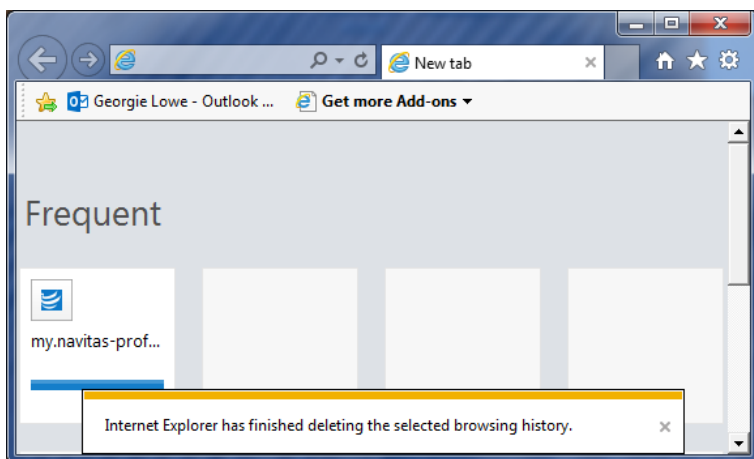 New tab
Georgie Lowe - Outlook ...
Get more Add-ons
Frequent
my.navitas-prof...
Internet Explorer has finished deleting the selected browsing history.